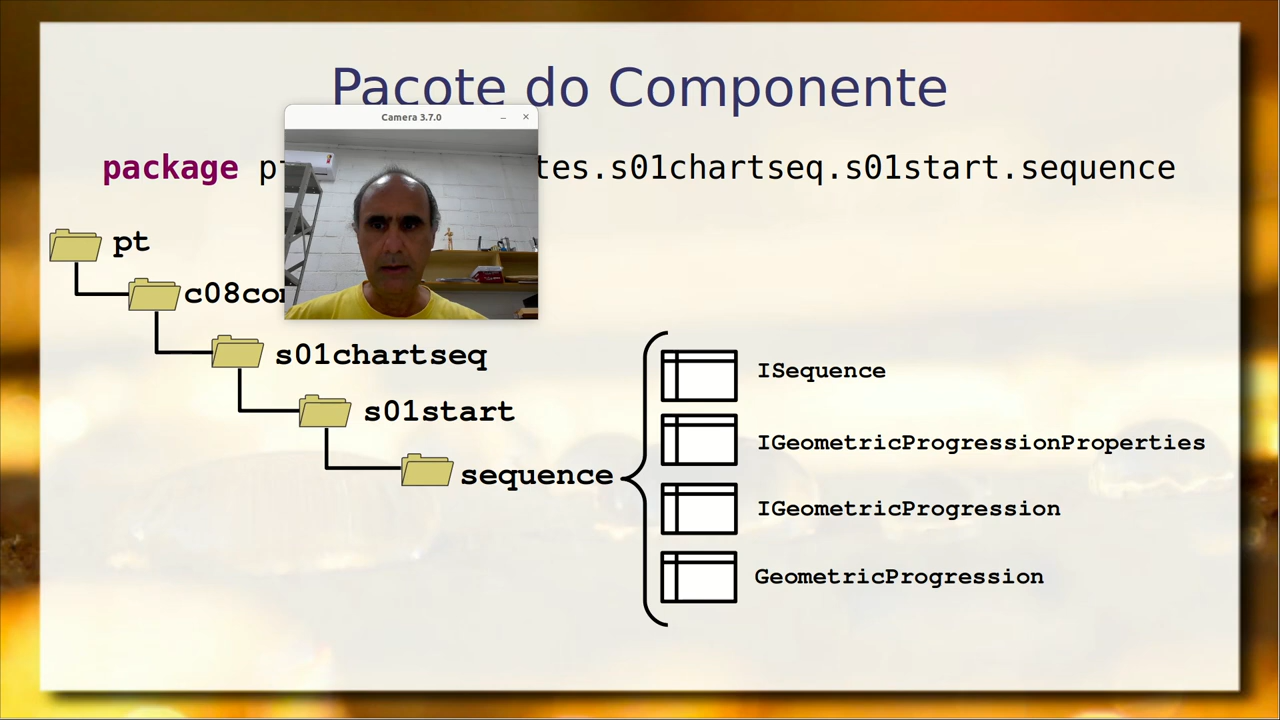 Pacote do Componente
Camera 3.7.0
package tes.s01chartseq.s01start.sequence
pt
s01chartseq
s01start
sequence
ISequence
IGeometricProgressionProperties
IGeometricProgression
GeometricProgression